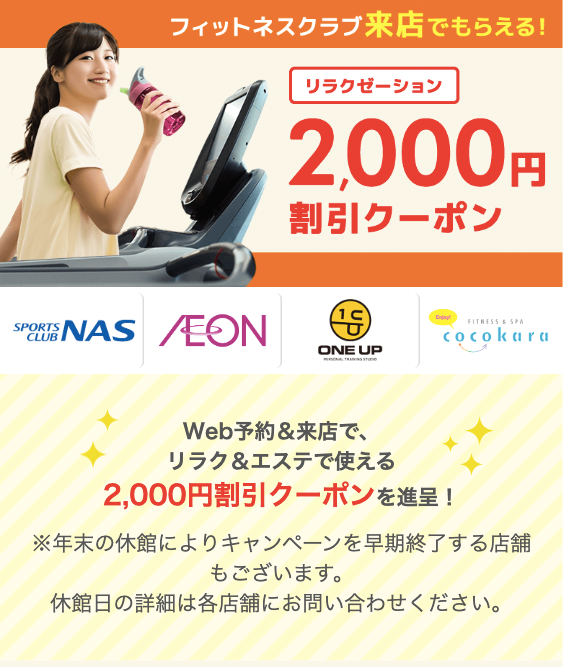 フィットネスクラブ来店でもらえる!
リラクゼーション
2,000円
割引クーポン
SPORTS CLUB NAS
ÆON
1 UP
ONE UP
PERSONAL TRAINING STUDIO
Enjoy!
FITNESS & SPA
cocokara
Web予約&来店で、
リラク&エステで使える
2,000円割引クーポンを進呈!
※年末の休館によりキャンペーンを早期終了する店舗
もございます。
休館日の詳細は各店舗にお問い合わせください。